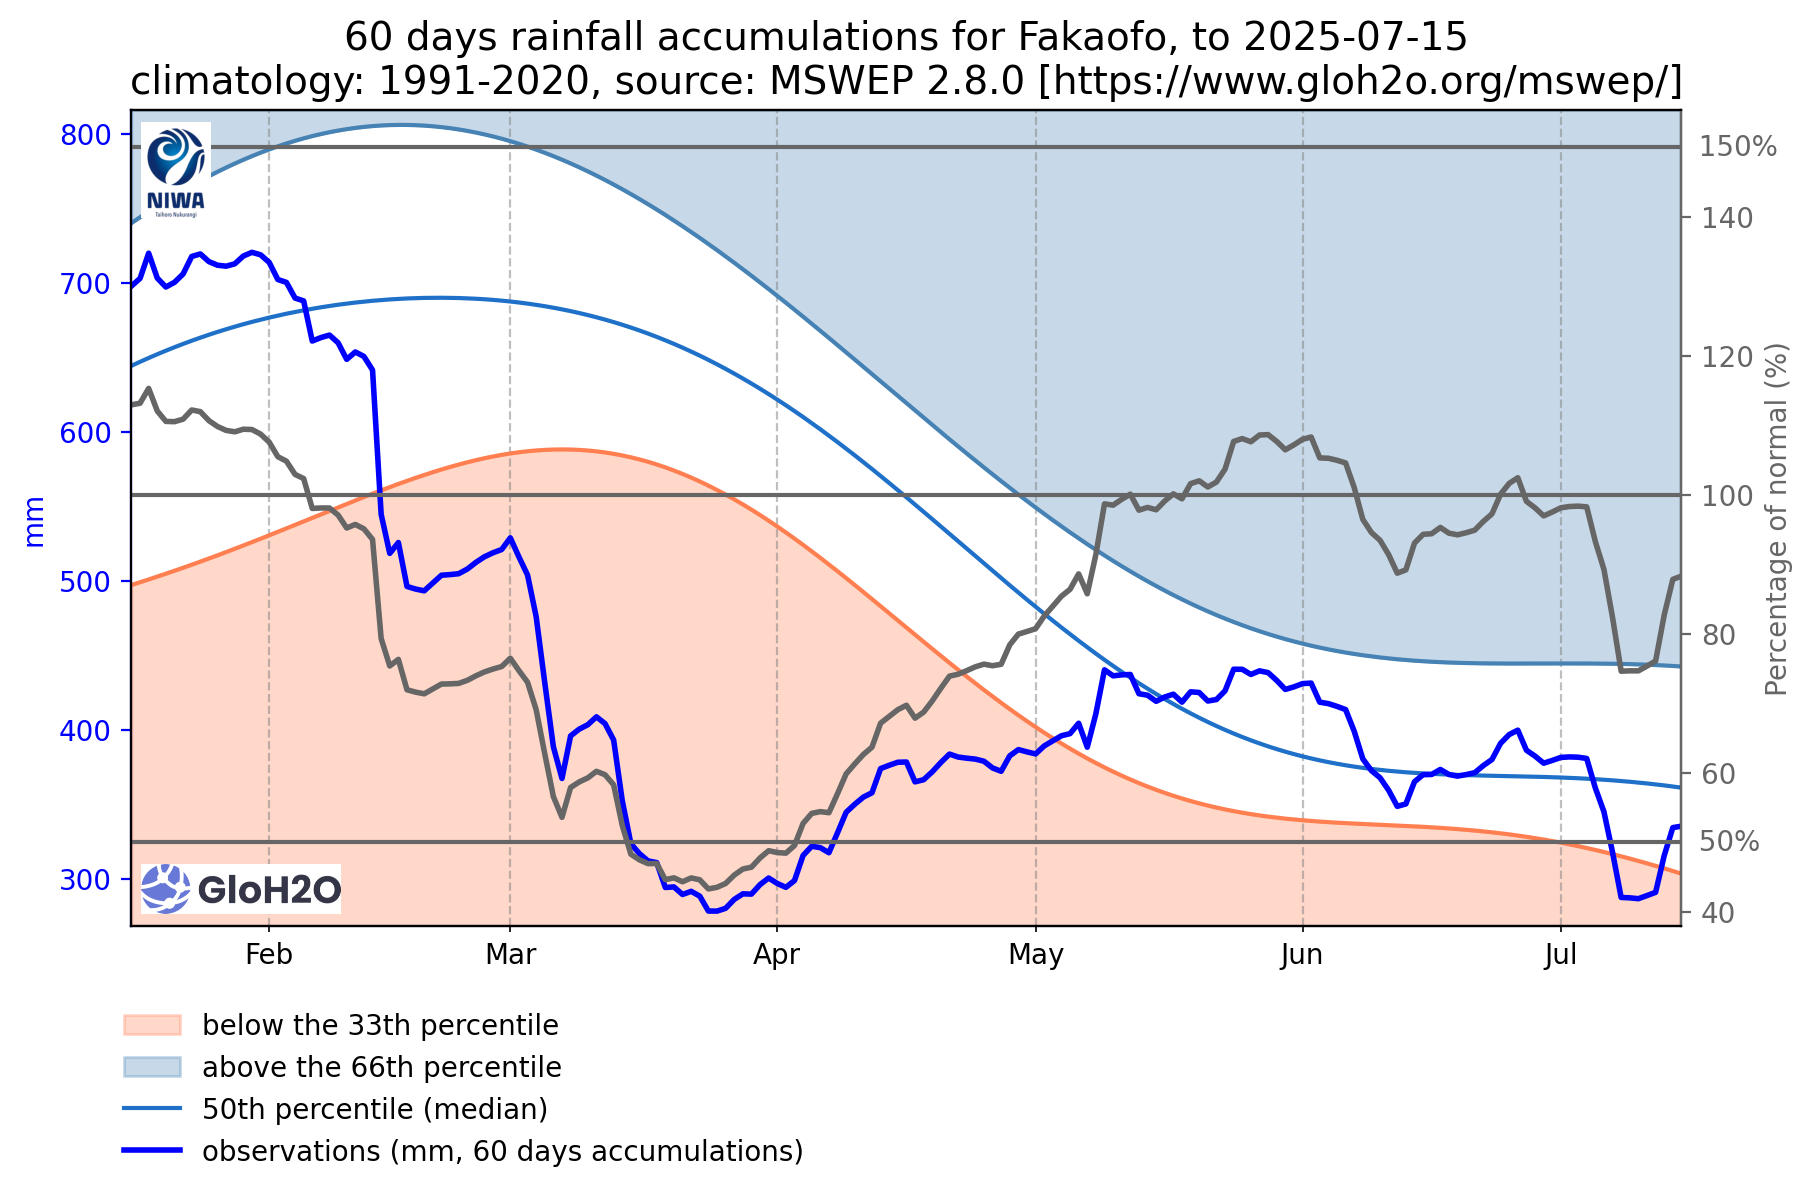 60 days rainfall accumulations for Fakaofo, to 2025-07-15
climatology: 1991-2020, source: MSWEP 2.8.0 [https://www.gloh2o.org/mswep/]
800
700
600
500
400
300
mm
150%
140
120
100
80
60
50%
40
Percentage of normal (%)
NIWA
Taihoro Nukurangi
GloH2O
Feb
Mar
Apr
May
Jun
Jul
below the 33th percentile
above the 66th percentile
50th percentile (median)
observations (mm, 60 days accumulations)